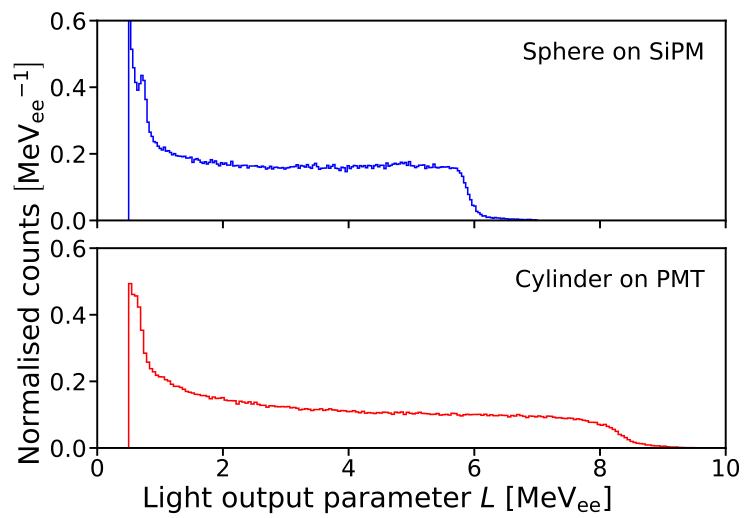 0.6
0.4
0.2
0.0
Sphere on SiPM
0.6
0.4
0.2
0.0
Cylinder on PMT
0 2 4 6 8 10
Normalised counts [MeVee⁻¹]
Light output parameter L [MeVee]